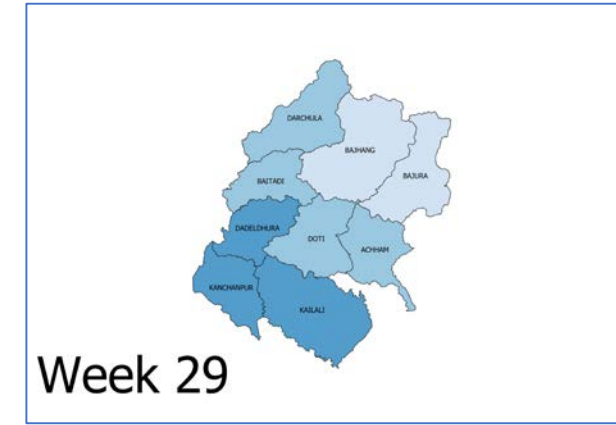 DARCHULA
BAJHANG
BAJURA
BAITADI
DADELDHURA
DOTI
ACHHAM
KANCHANPUR
KAILALI
Week 29